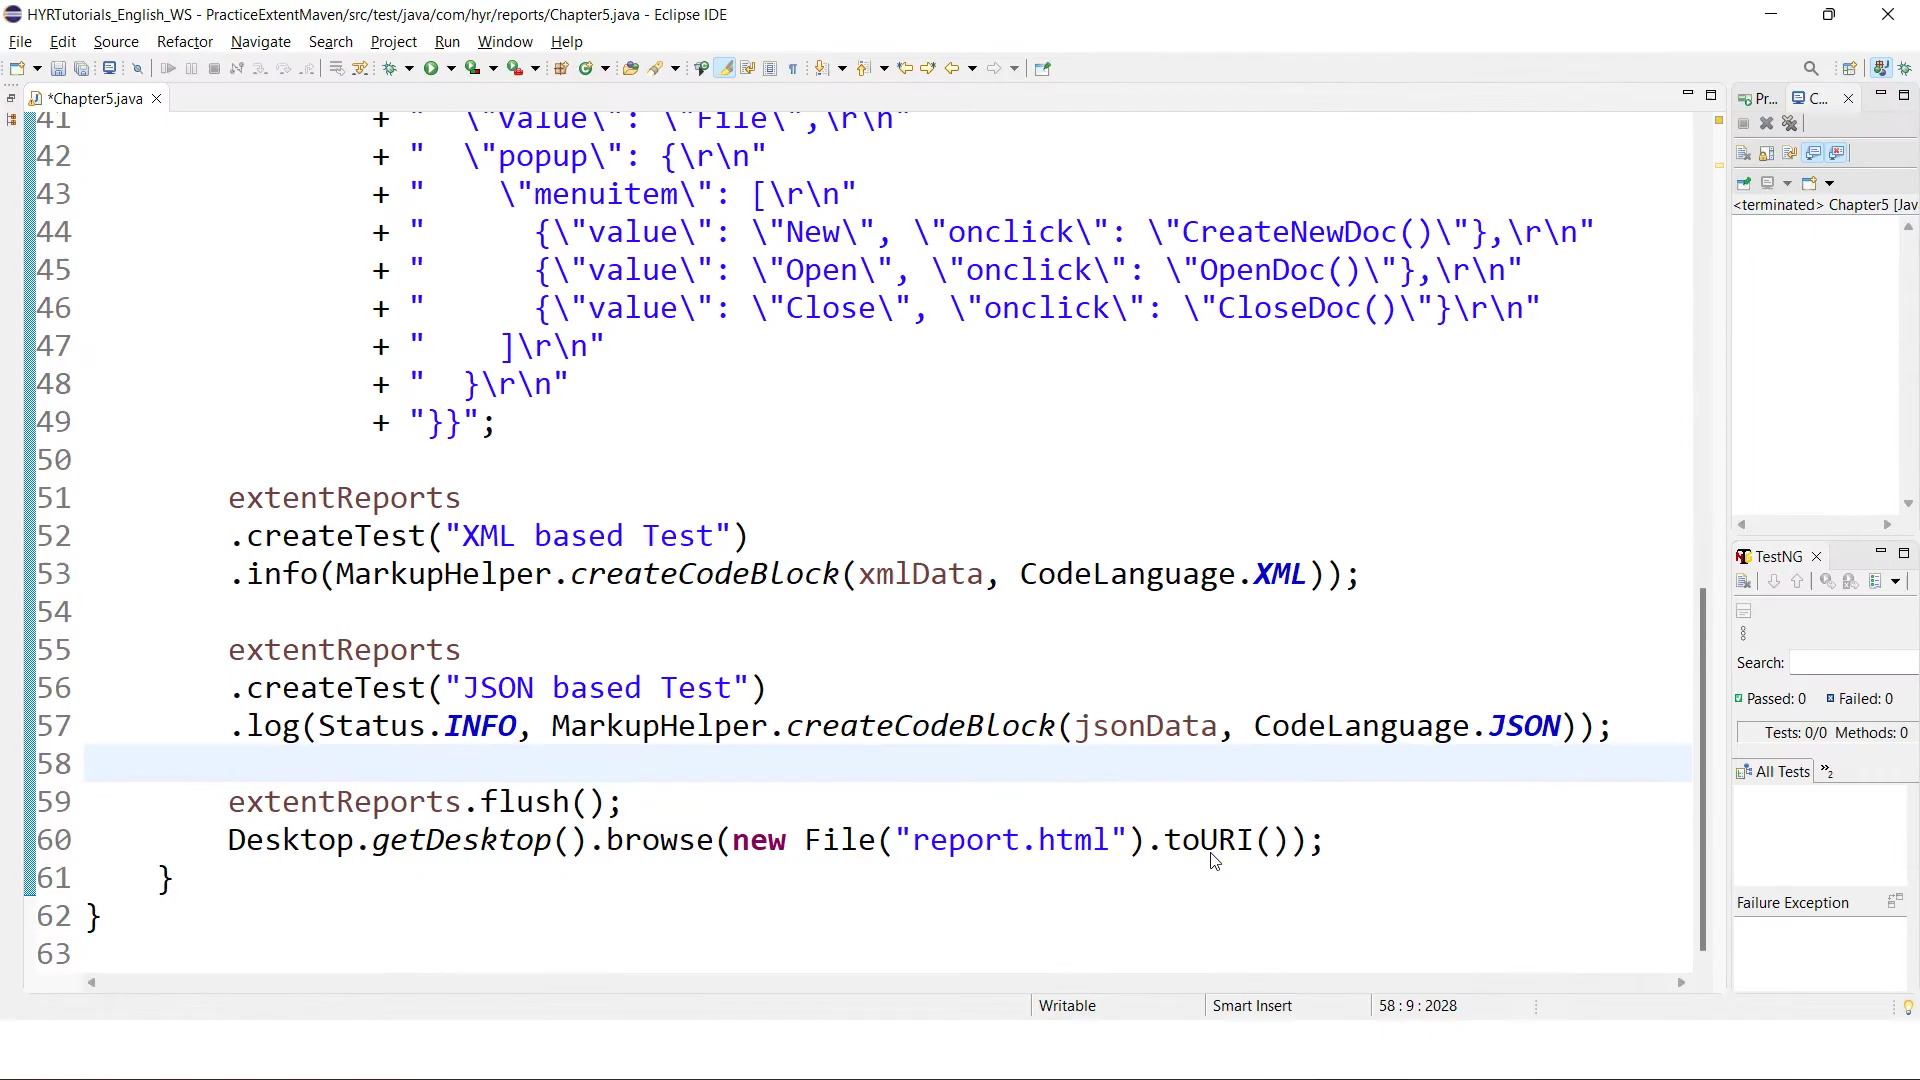 HYRTutorials_English_WS - PracticeExtentMaven/src/test/java/com/hyr/reports/Chapter5.java - Eclipse IDE
File Edit Source Refactor Navigate Search Project Run Window Help
*Chapter5.java
Pr... C...
41 + " \"value\": \"File\",\r\n"
42 + " \"popup\": {\r\n"
43 + " \"menuitem\": [\r\n"
44 + " {\"value\": \"New\", \"onclick\": \"CreateNewDoc()\"},\r\n"
45 + " {\"value\": \"Open\", \"onclick\": \"OpenDoc()\"},\r\n"
46 + " {\"value\": \"Close\", \"onclick\": \"CloseDoc()\"}\r\n"
47 + " ]\r\n"
48 + " }\r\n"
49 + "}}";
50
51 extentReports
52 .createTest("XML based Test")
53 .info(MarkupHelper.createCodeBlock(xmlData, CodeLanguage.XML));
54
55 extentReports
56 .createTest("JSON based Test")
57 .log(Status.INFO, MarkupHelper.createCodeBlock(jsonData, CodeLanguage.JSON));
58
59 extentReports.flush();
60 Desktop.getDesktop().browse(new File("report.html").toURI());
61 }
62 }
63
<terminated> Chapter5 [Jav
TestNG
Search:
Passed: 0 Failed: 0
Tests: 0/0 Methods: 0
All Tests »2
Failure Exception
Writable Smart Insert 58 : 9 : 2028